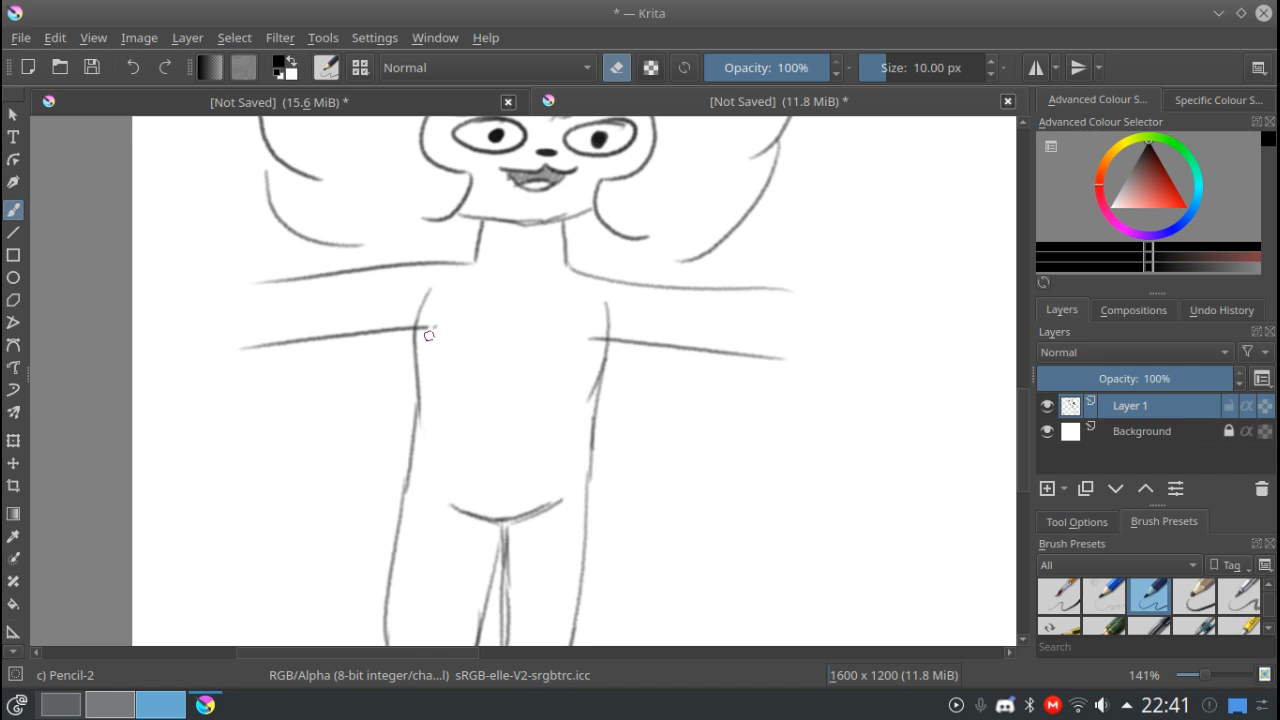 * — Krita
File Edit View Image Layer Select Filter Tools Settings Window Help
Normal Opacity: 100% Size: 10.00 px
[Not Saved] (15.6 MiB) * [Not Saved] (11.8 MiB) *
Advanced Colour S... Specific Colour S...
Advanced Colour Selector
Layers Compositions Undo History
Layers
Normal
Opacity: 100%
Layer 1
Background
Tool Options Brush Presets
Brush Presets
All Tag
Search
c) Pencil-2 RGB/Alpha (8-bit integer/cha...l) sRGB-elle-V2-srgbtrc.icc 1600 x 1200 (11.8 MiB) 141%
22:41